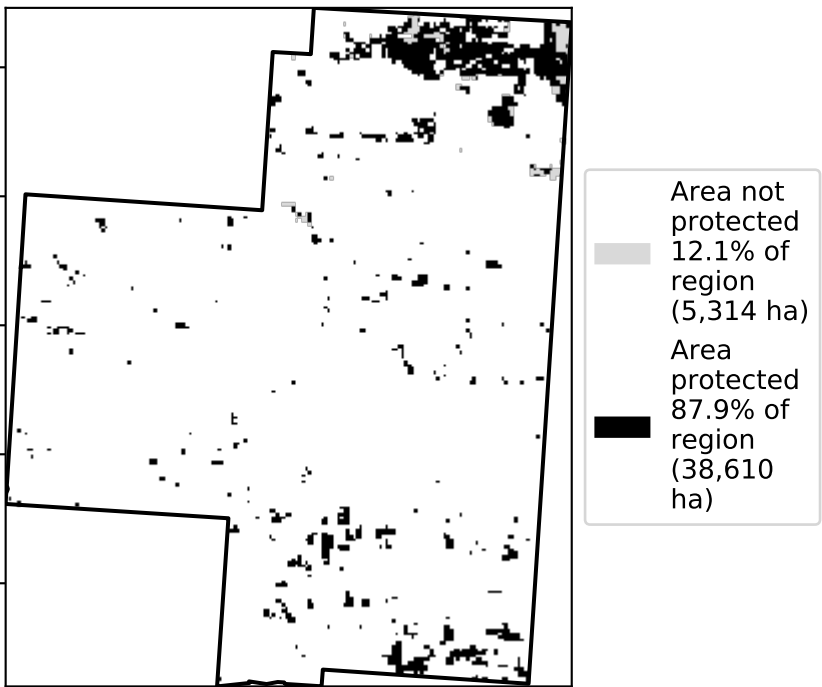 Area not
protected
12.1% of
region
(5,314 ha)
Area
protected
87.9% of
region
(38,610
ha)